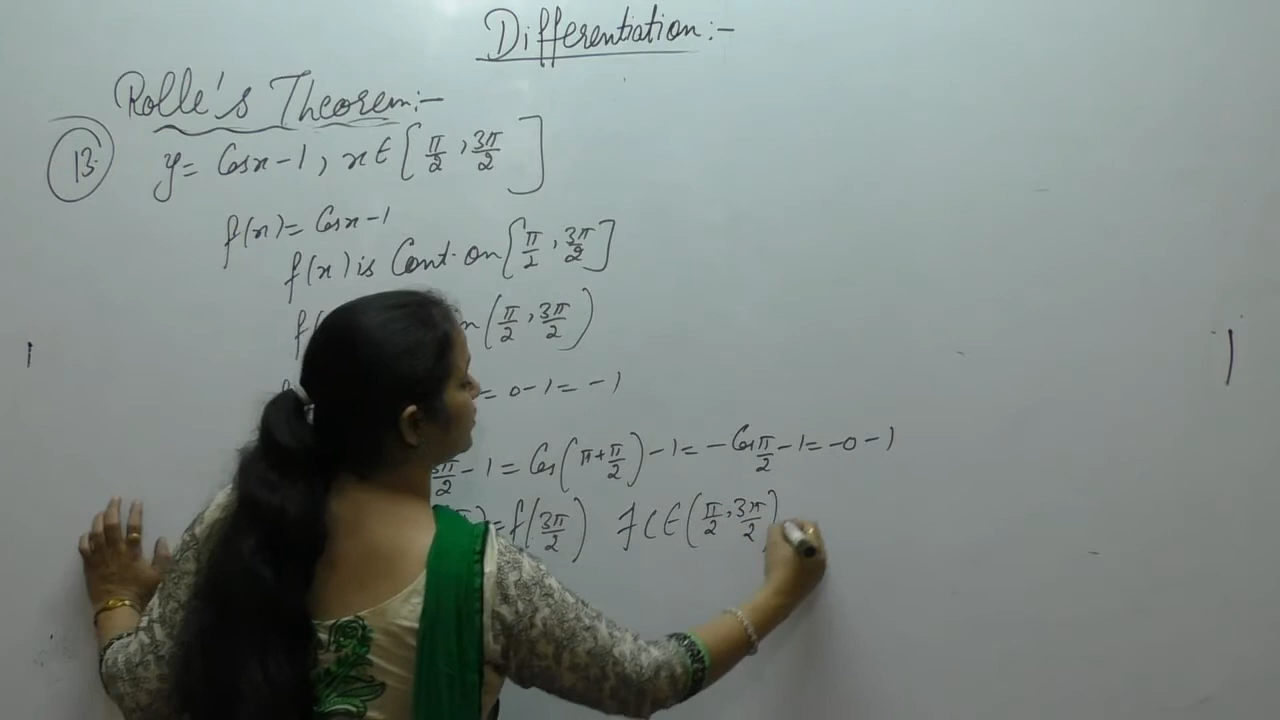 Differentiation:-
Rolle's Theorem:-
13. y = Cosx - 1, x ∈ [π/2, 3π/2]
f(x) = Cosx - 1
f(x) is Cont. on [π/2, 3π/2]
(π/2, 3π/2)
= 0 - 1 = -1
3π/2 - 1 = Cos(π + π/2) - 1 = -Cos π/2 - 1 = -0 - 1
) = f(3π/2) ∃ C ∈ (π/2, 3π/2)